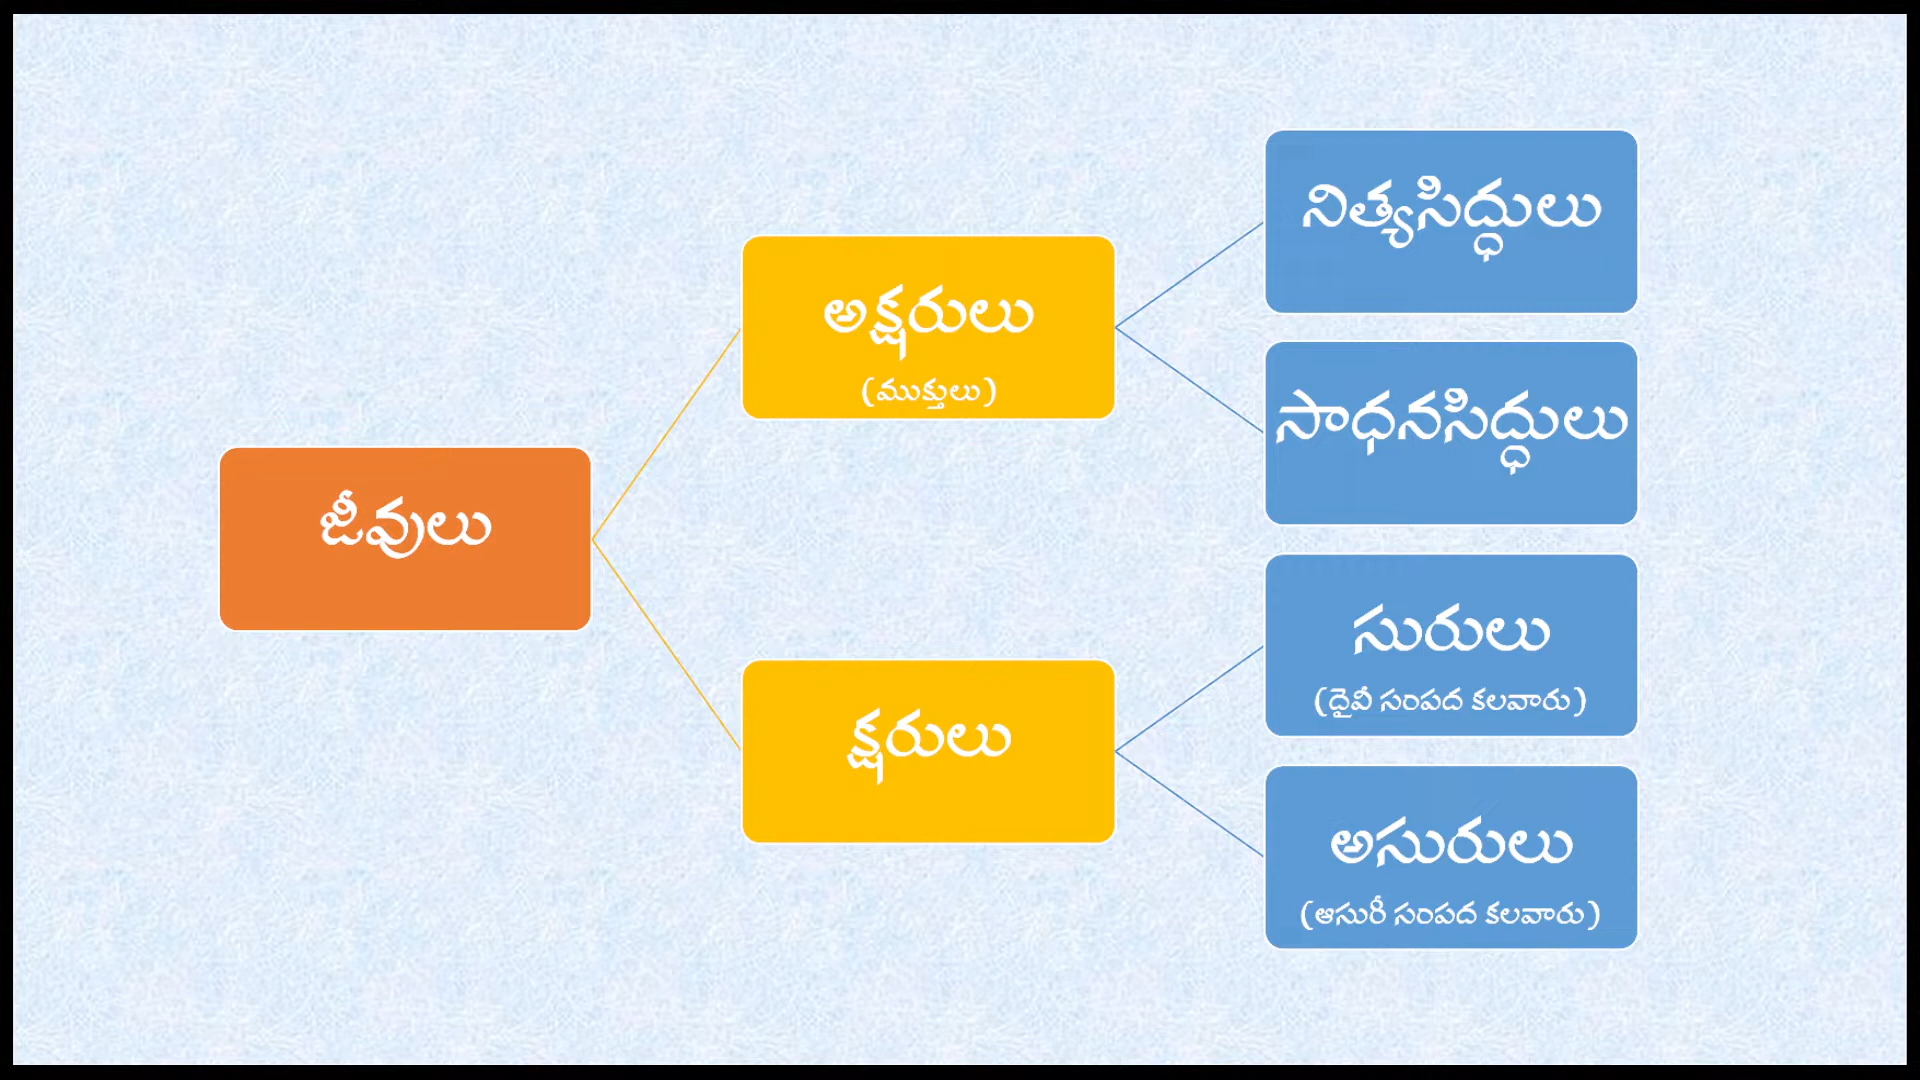 జీవులు
అక్షరులు
(ముక్తులు)
క్షరులు
నిత్యసిద్ధులు
సాధనసిద్ధులు
సురులు
(దైవీ సంపద కలవారు)
అసురులు
(ఆసురీ సంపద కలవారు)